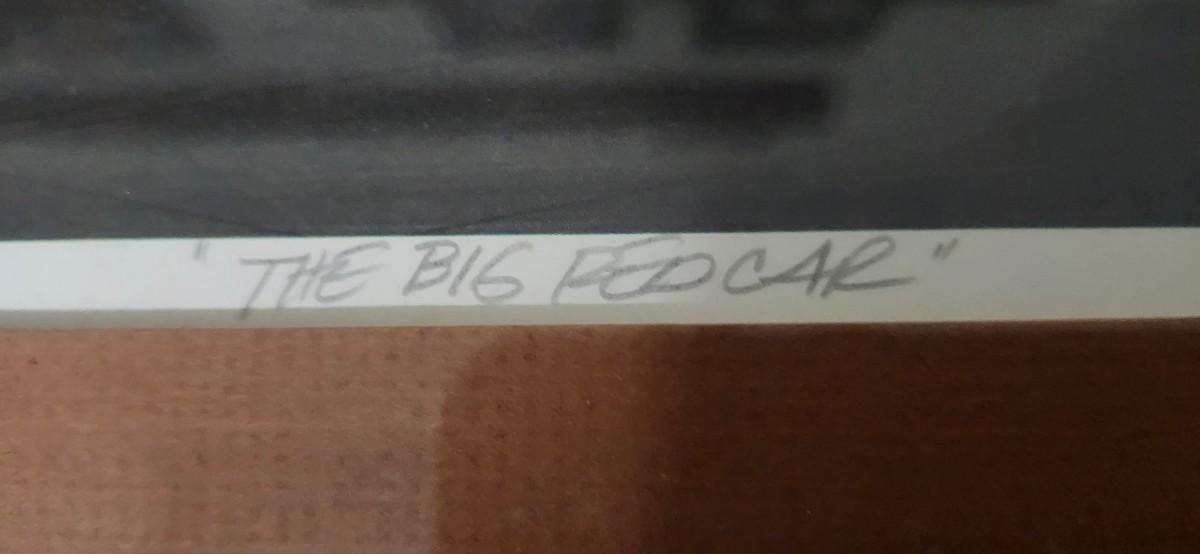 "THE BIG RED CAR"